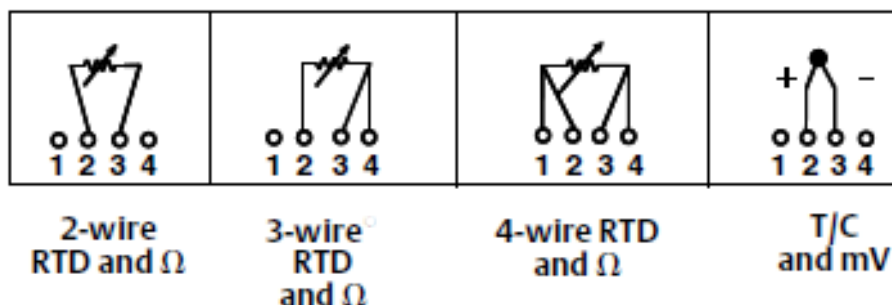 + -
1 2 3 4 1 2 3 4 1 2 3 4 1 2 3 4
2-wire
RTD and Ω
3-wire
RTD
and Ω
4-wire RTD
and Ω
T/C
and mV